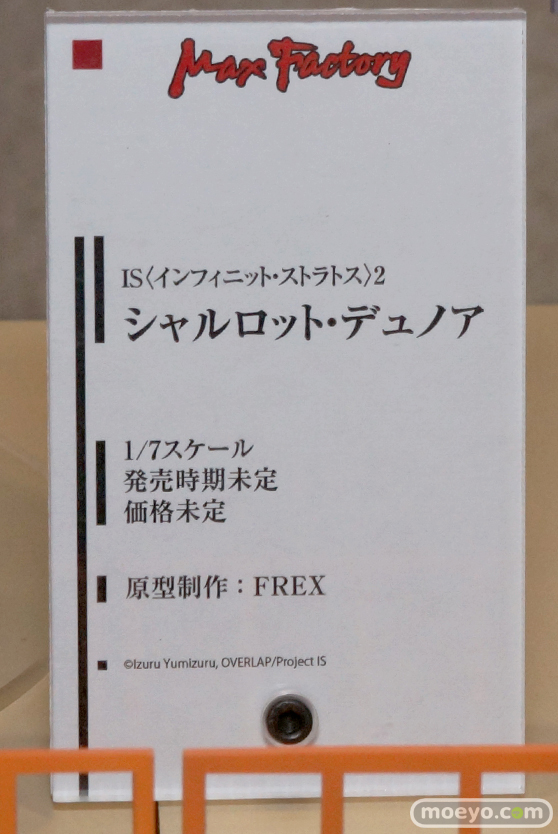 Max Factory
IS〈インフィニット・ストラトス〉2
シャルロット・デュノア
1/7スケール
発売時期未定
価格未定
原型制作：FREX
©Izuru Yumizuru, OVERLAP/Project IS
moeyo.com